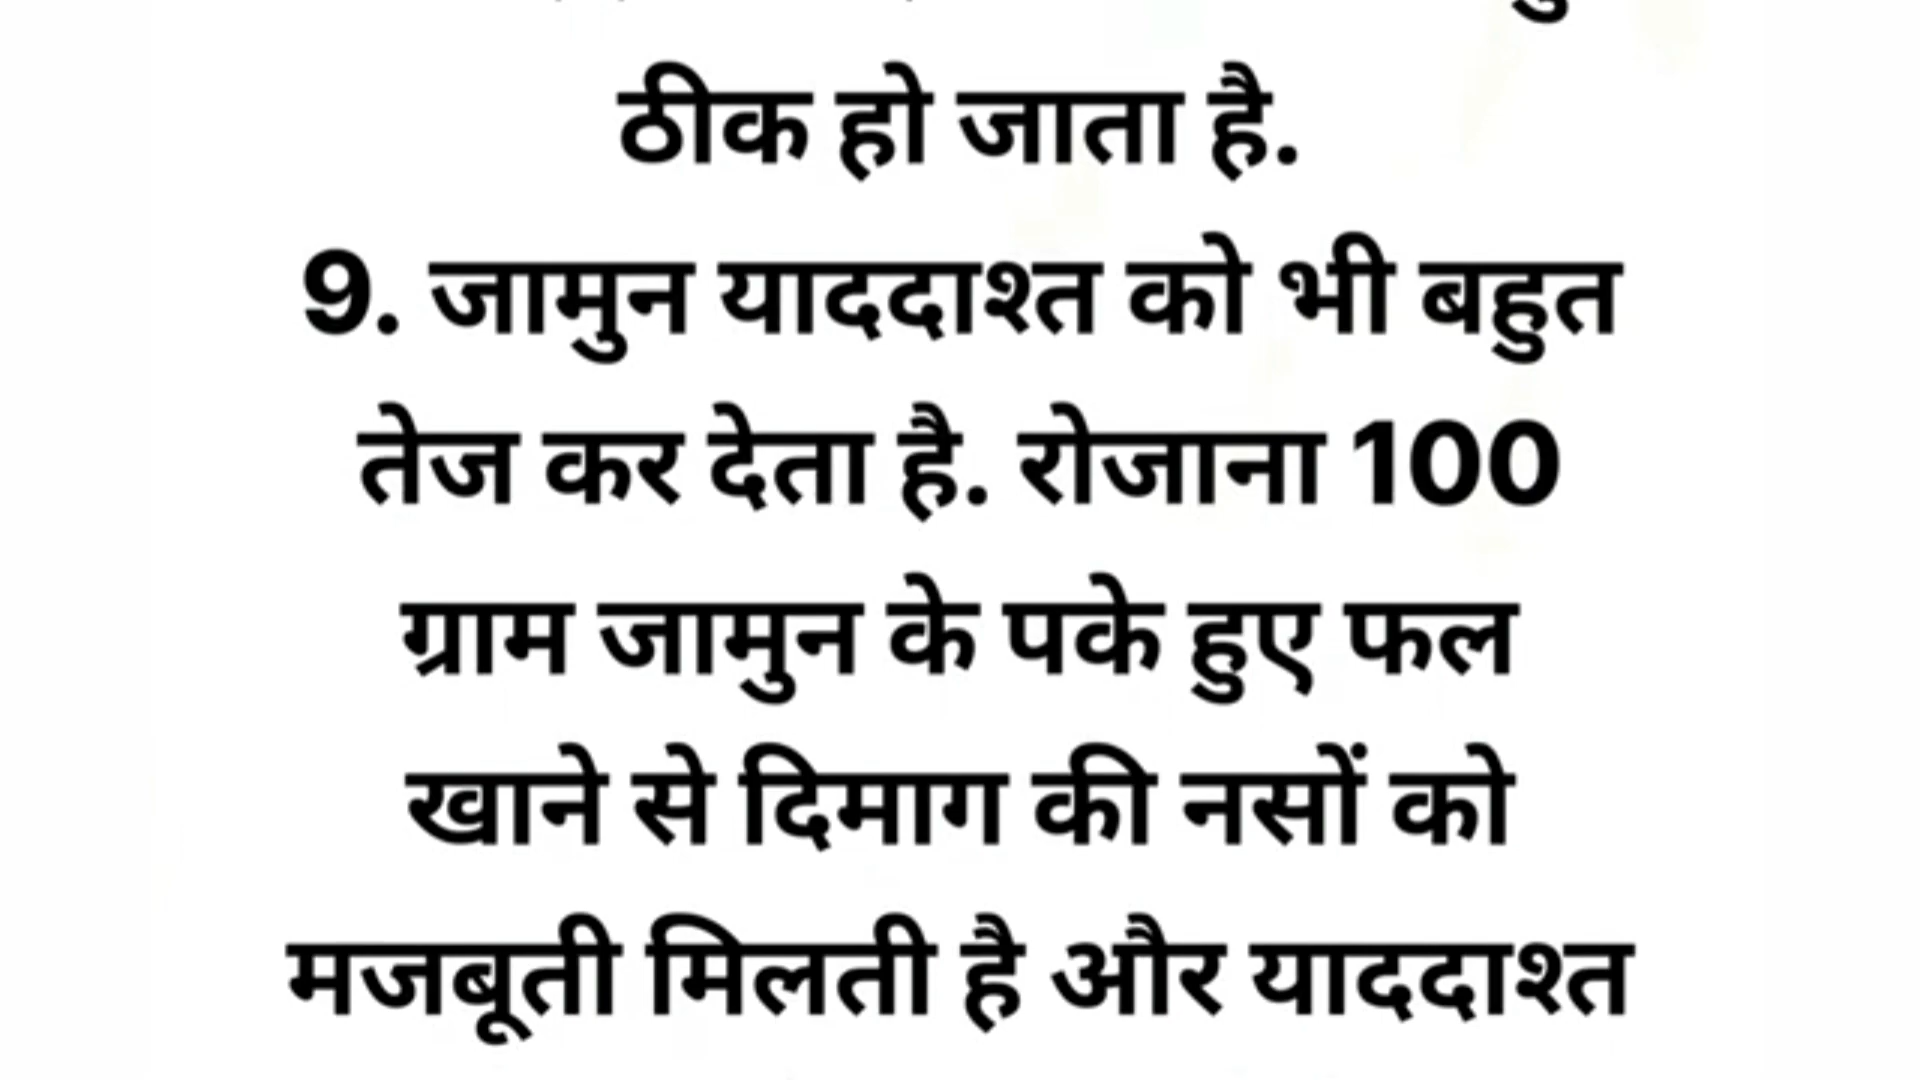 ठीक हो जाता है.
9. जामुन याददाश्त को भी बहुत
तेज कर देता है. रोजाना 100
ग्राम जामुन के पके हुए फल
खाने से दिमाग की नसों को
मजबूती मिलती है और याददाश्त